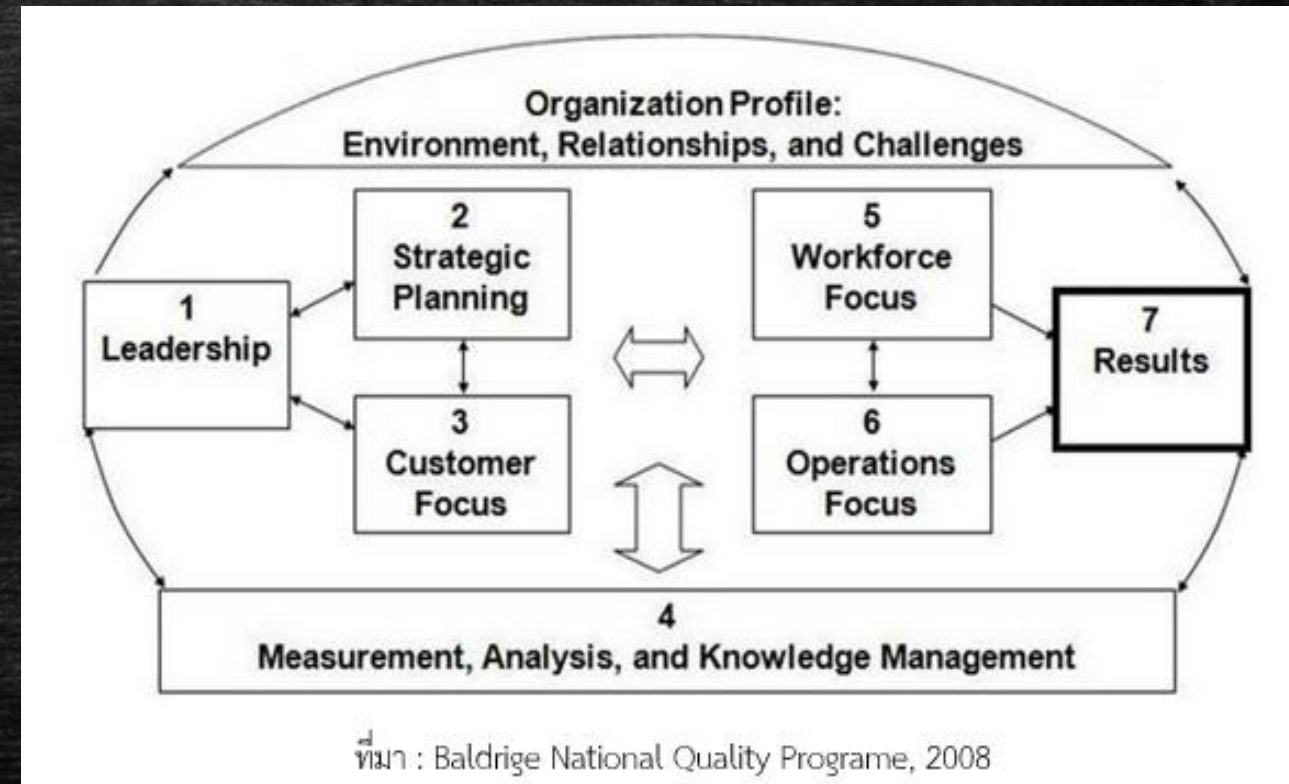 Organization Profile:
Environment, Relationships, and Challenges
1
Leadership
2
Strategic
Planning
3
Customer
Focus
5
Workforce
Focus
6
Operations
Focus
7
Results
4
Measurement, Analysis, and Knowledge Management
ที่มา : Baldrige National Quality Programe, 2008